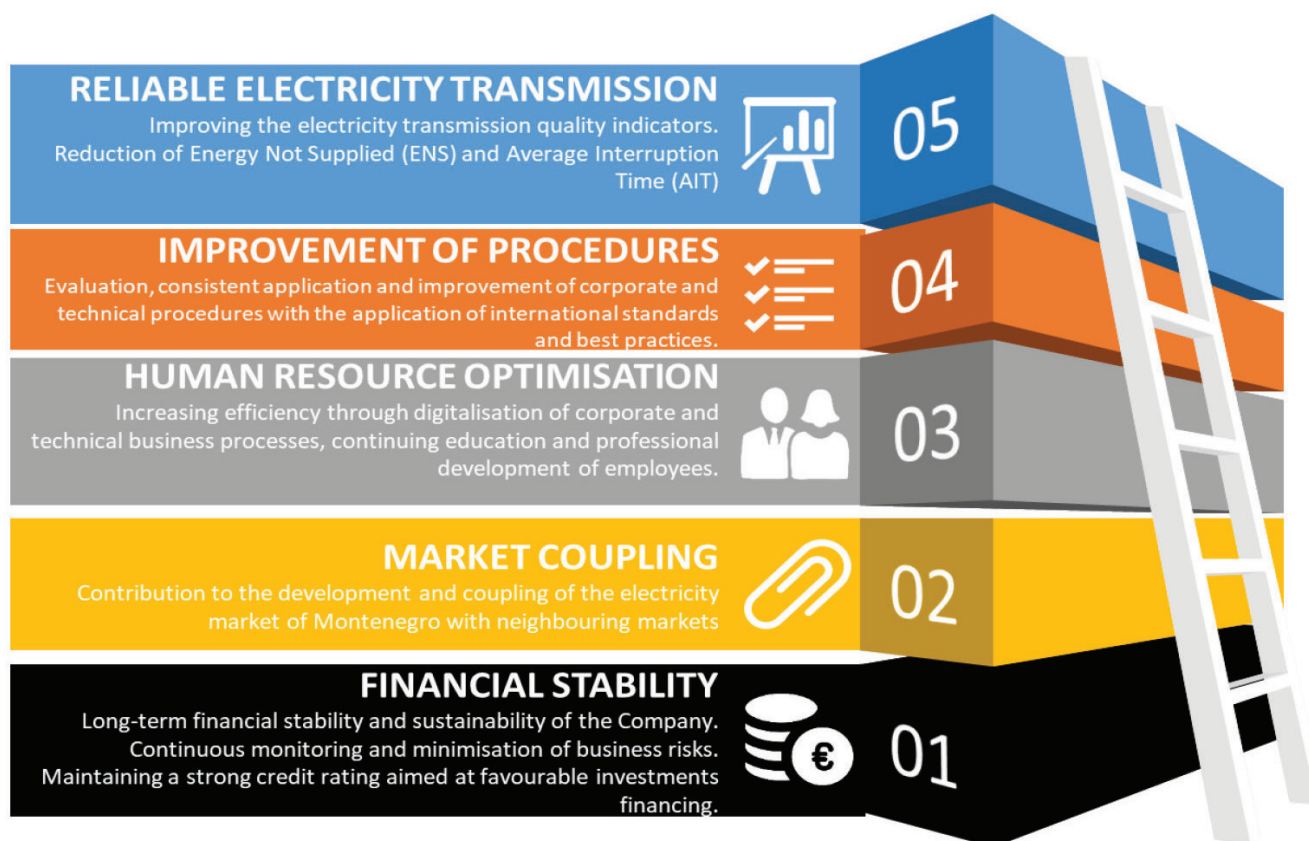 RELIABLE ELECTRICITY TRANSMISSION
Improving the electricity transmission quality indicators.
Reduction of Energy Not Supplied (ENS) and Average Interruption
Time (AIT)
05
IMPROVEMENT OF PROCEDURES
Evaluation, consistent application and improvement of corporate and
technical procedures with the application of international standards
and best practices.
04
HUMAN RESOURCE OPTIMISATION
Increasing efficiency through digitalisation of corporate and
technical business processes, continuing education and professional
development of employees.
03
MARKET COUPLING
Contribution to the development and coupling of the electricity
market of Montenegro with neighbouring markets
02
FINANCIAL STABILITY
Long-term financial stability and sustainability of the Company.
Continuous monitoring and minimisation of business risks.
Maintaining a strong credit rating aimed at favourable investments
financing.
€
01